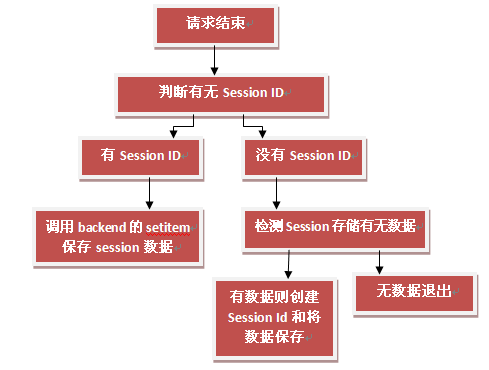 请求结束
判断有无 Session ID
有 Session ID
没有 Session ID
调用 backend 的 setitem
保存 session 数据
检测 Session 存储有无数据
有数据则创建
Session Id 和将
数据保存
无数据退出